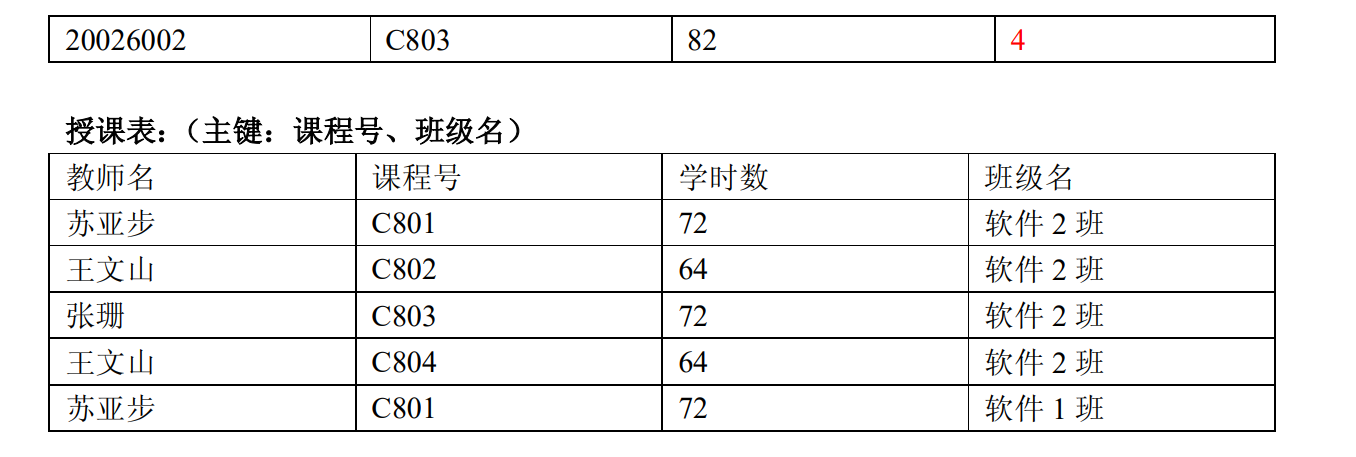 20026002 C803 82 4
授课表：（主键：课程号、班级名）
教师名 课程号 学时数 班级名
苏亚步 C801 72 软件 2 班
王文山 C802 64 软件 2 班
张珊 C803 72 软件 2 班
王文山 C804 64 软件 2 班
苏亚步 C801 72 软件 1 班